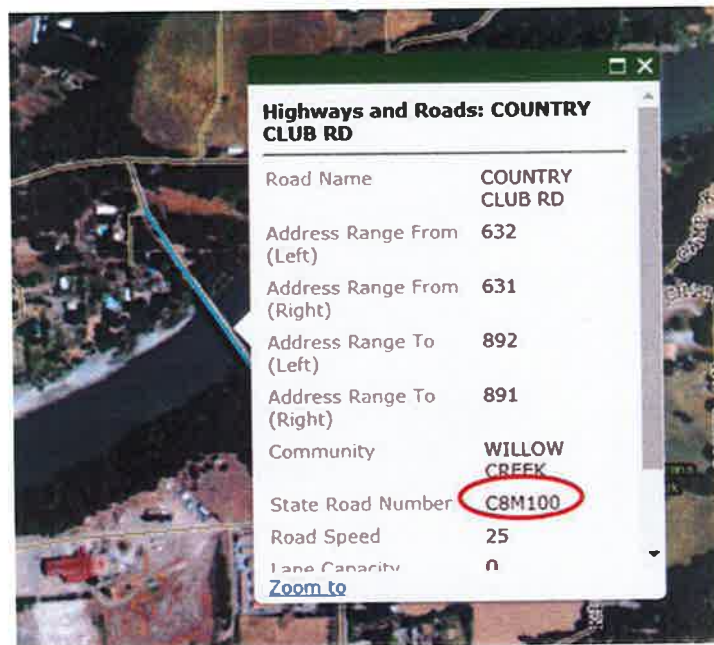 Highways and Roads: COUNTRY
CLUB RD
Road Name COUNTRY
CLUB RD
Address Range From 632
(Left)
Address Range From 631
(Right)
Address Range To 892
(Left)
Address Range To 891
(Right)
Community WILLOW
CREEK
State Road Number C8M100
Road Speed 25
Lane Capacity 0
Zoom to